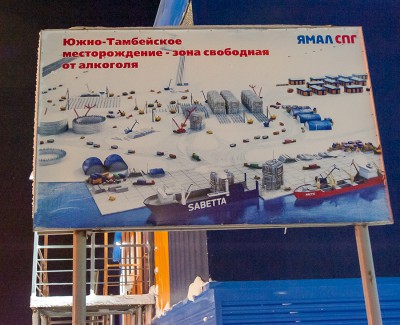 Южно-Тамбейское
месторождение - зона свободная
от алкоголя
ЯМАЛ СПГ
SABETTA